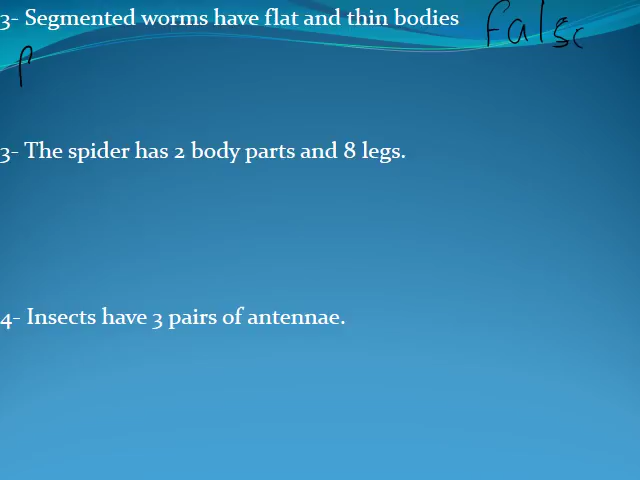 3- Segmented worms have flat and thin bodies False
3- The spider has 2 body parts and 8 legs.
4- Insects have 3 pairs of antennae.